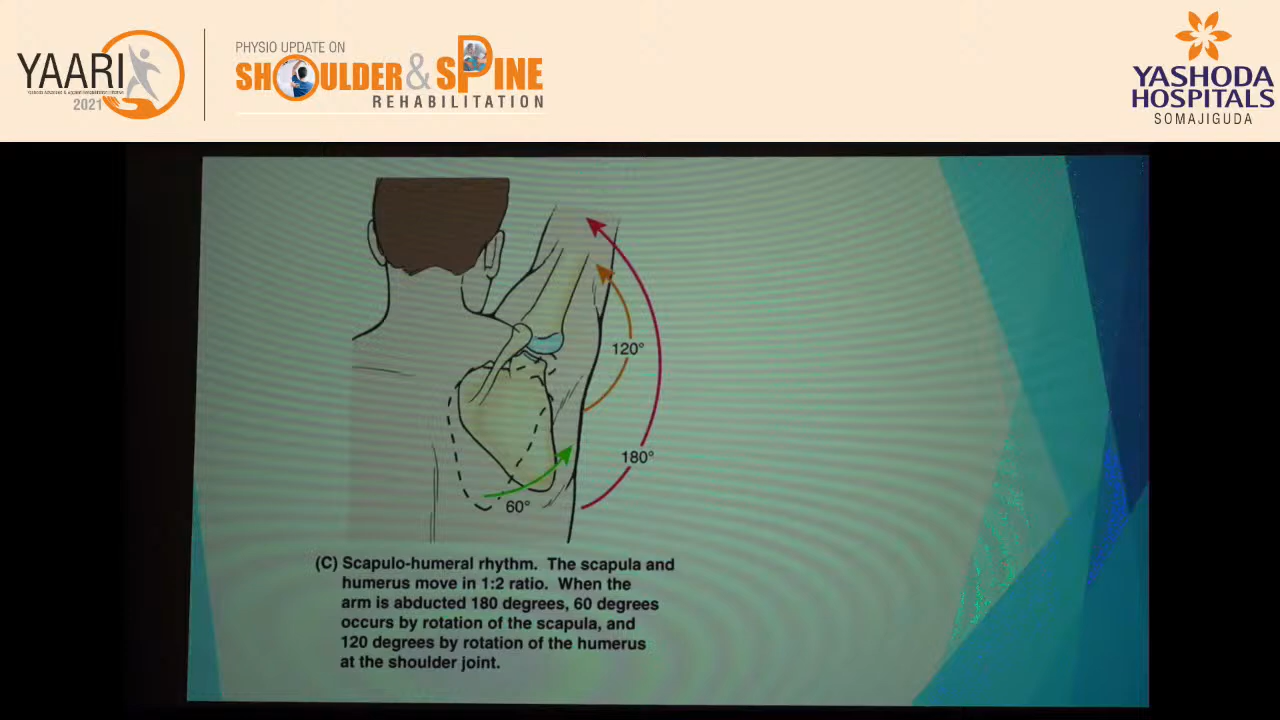 YAARI
2021
PHYSIO UPDATE ON
SHOULDER & SPINE
REHABILITATION
YASHODA
HOSPITALS
SOMAJIGUDA
120°
180°
60°
(C) Scapulo-humeral rhythm. The scapula and
humerus move in 1:2 ratio. When the
arm is abducted 180 degrees, 60 degrees
occurs by rotation of the scapula, and
120 degrees by rotation of the humerus
at the shoulder joint.